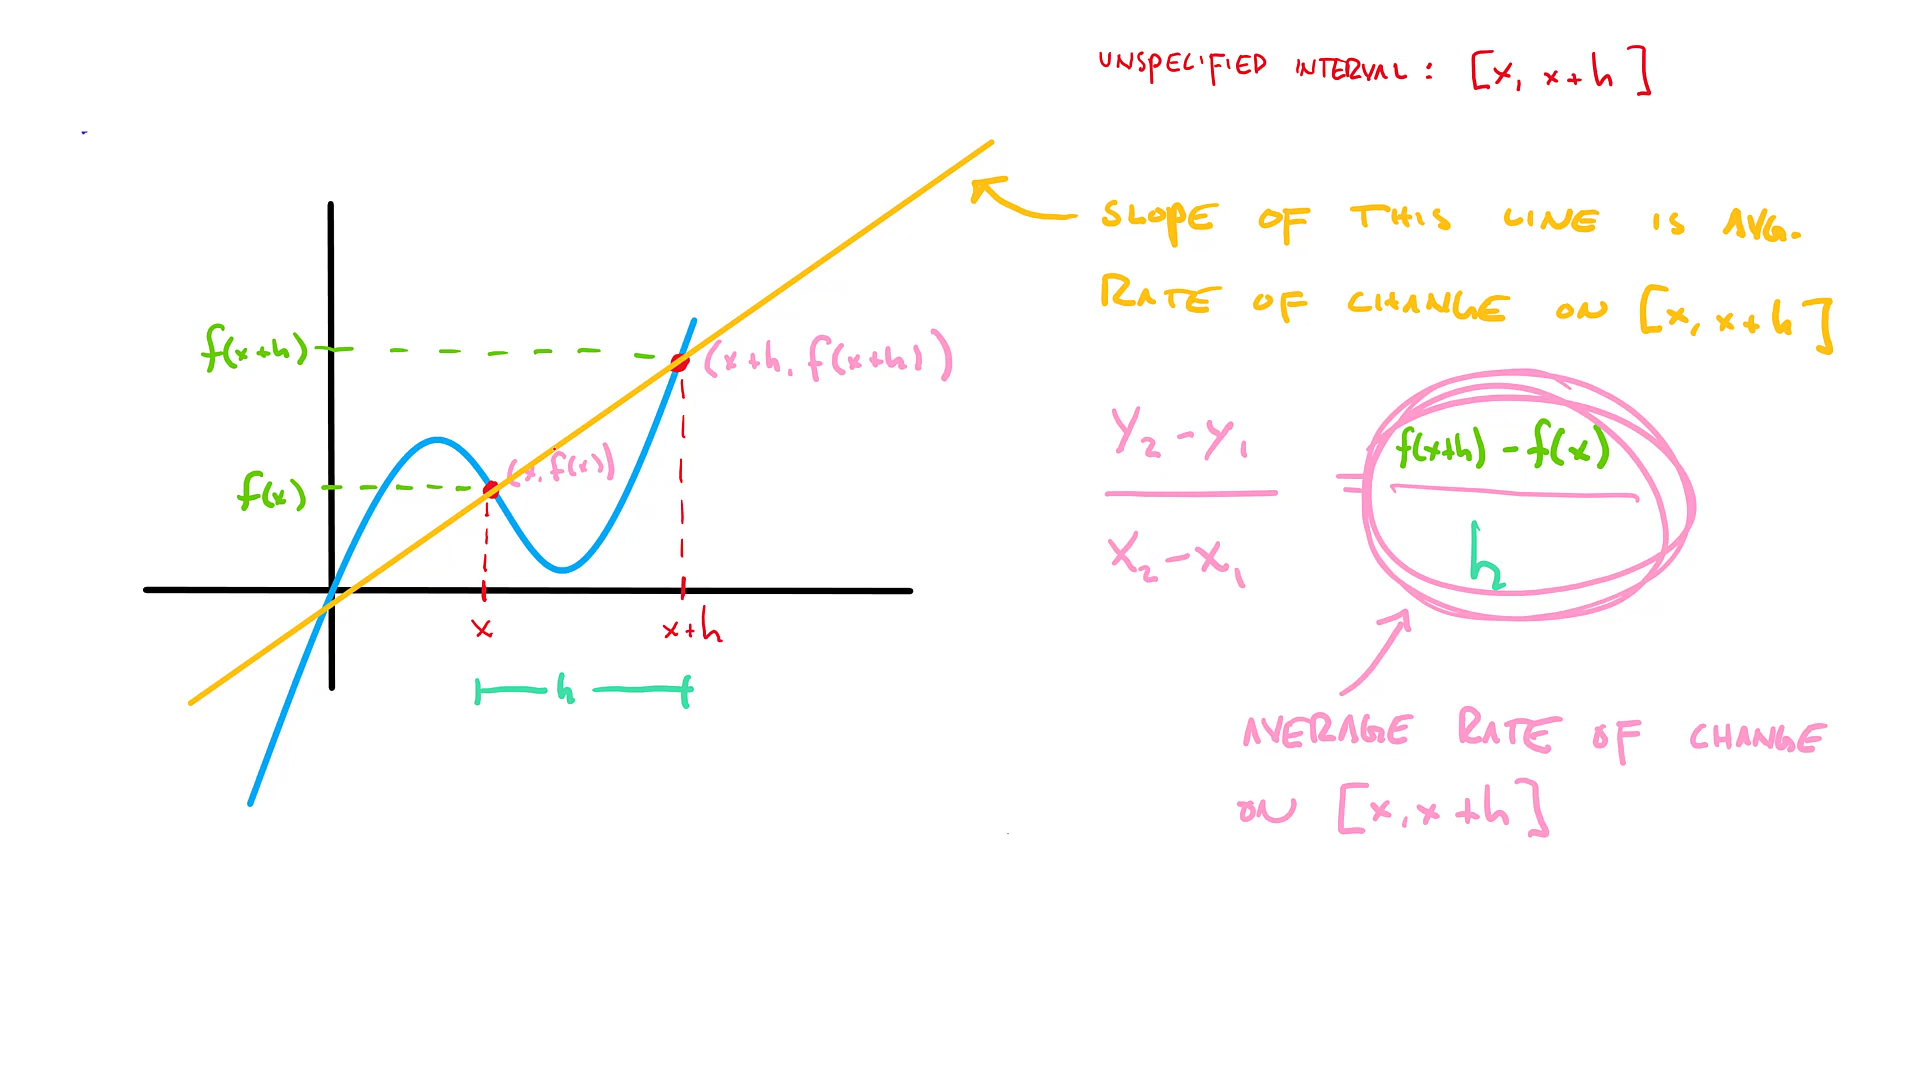 UNSPECIFIED INTERVAL: [x, x+h]
SLOPE OF THIS LINE IS AVG.
RATE OF CHANGE ON [x, x+h]
f(x+h)
(x+h, f(x+h))
f(x)
(x, f(x))
x
x+h
h
y₂-y₁
x₂-x₁
=
f(x+h) - f(x)
h
AVERAGE RATE OF CHANGE
ON [x, x+h]